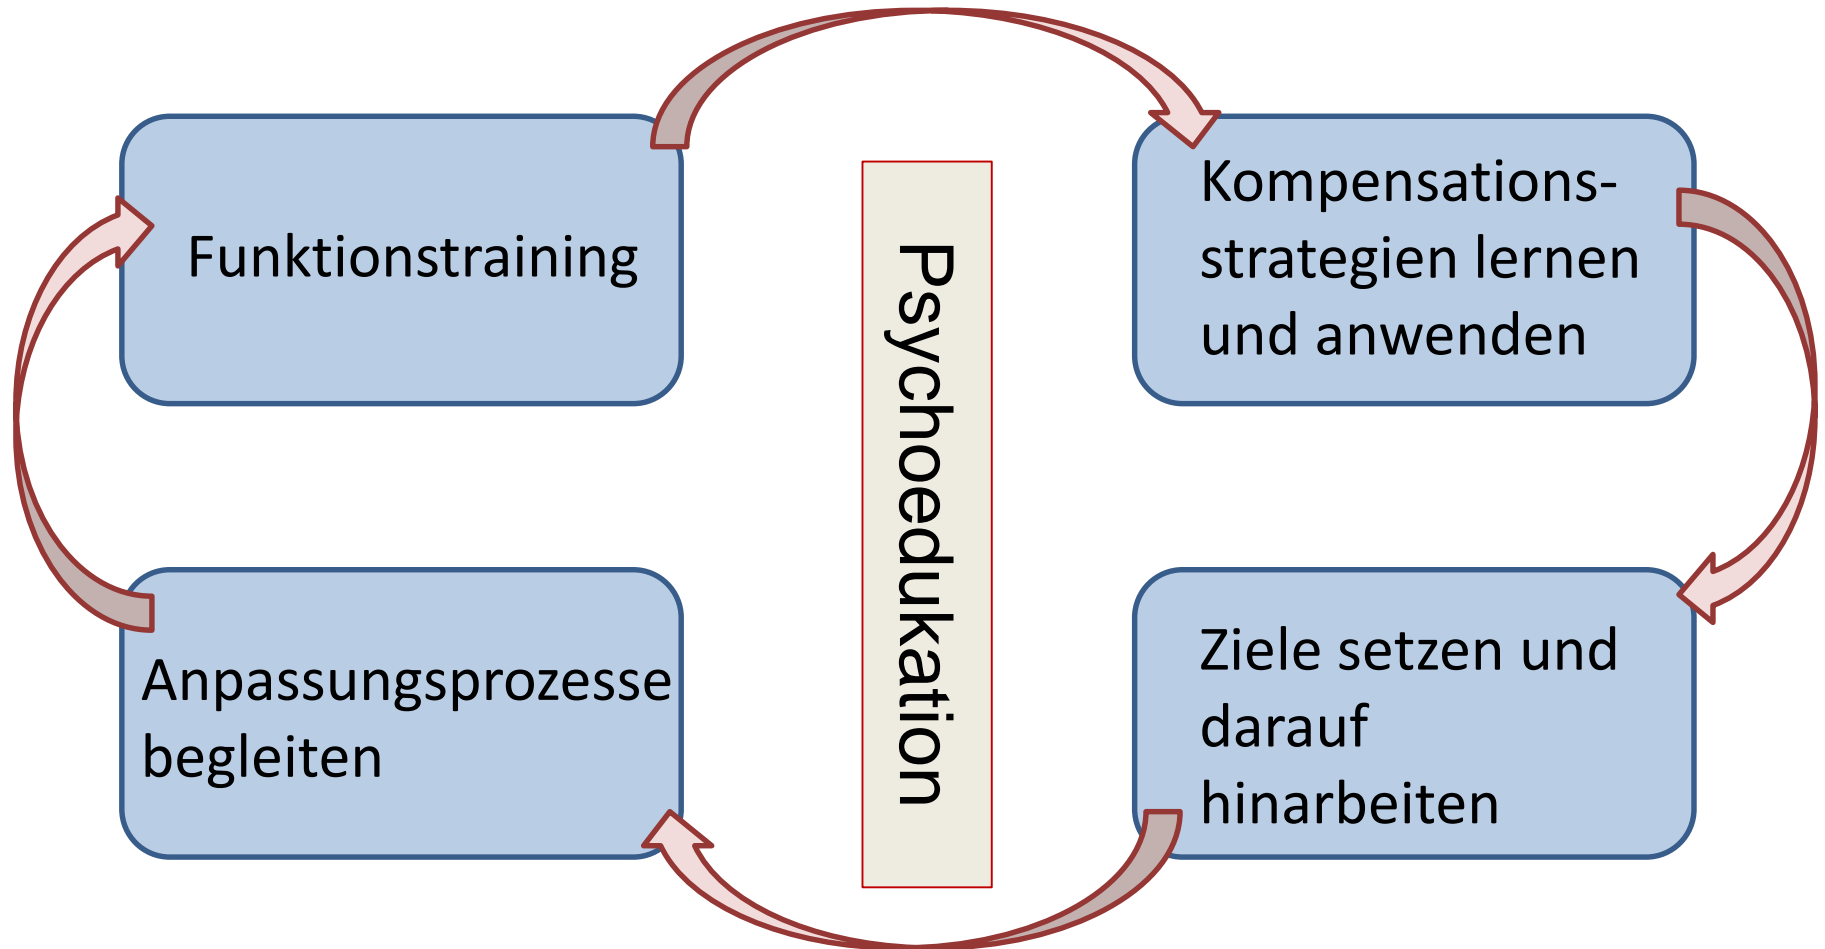 Funktionstraining
Kompensations-
strategien lernen
und anwenden
Psychoedukation
Anpassungsprozesse
begleiten
Ziele setzen und
darauf
hinarbeiten